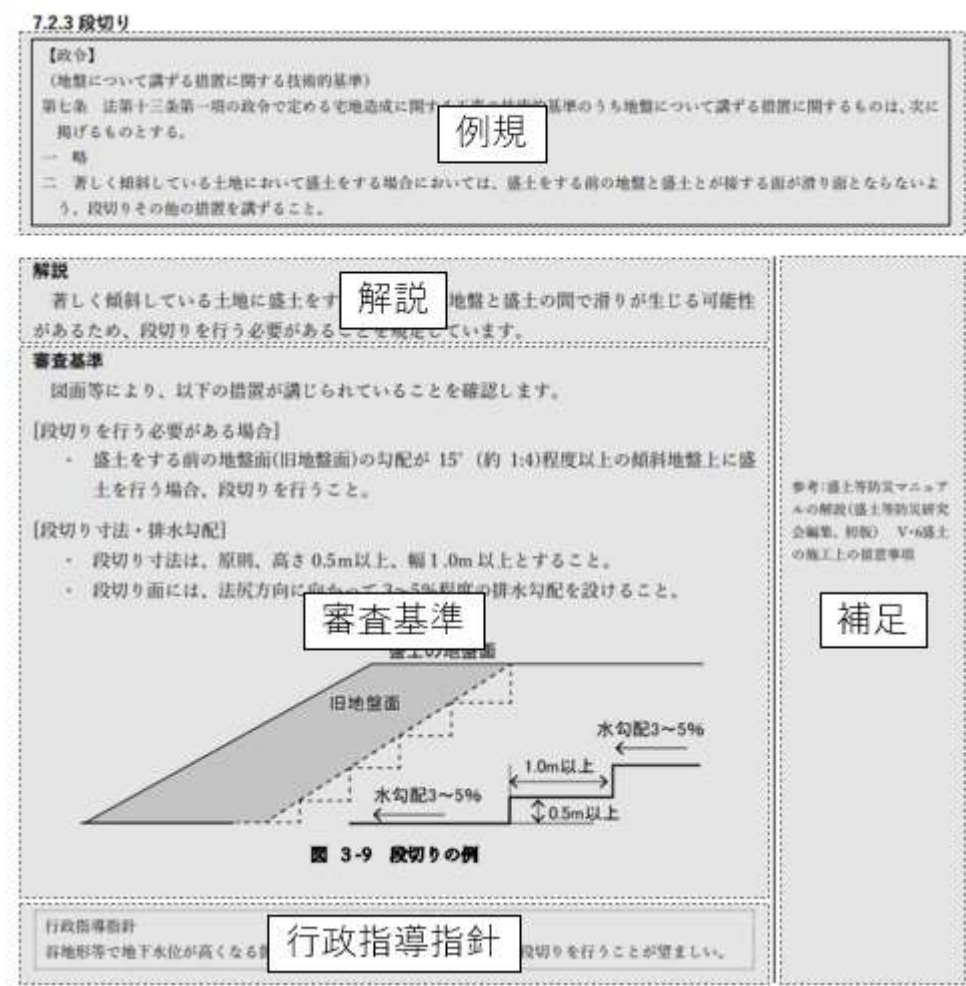 7.2.3 段切り
【政令】
(地盤について講ずる措置に関する技術的基準)
第七条 法第十三条第一項の政令で定める宅地造成に関す 基準のうち地盤について講ずる措置に関するものは、次に
掲げるものとする。
例規
一 略
二 著しく傾斜している土地において盛土をする場合においては、盛土をする前の地盤と盛土とが接する面が滑り面とならないよ
う、段切りその他の措置を講ずること。
解説
著しく傾斜している土地に盛土をす 地盤と盛土の間で滑りが生じる可能性
解説
があるため、段切りを行う必要があることを規定しています。
審査基準
図面等により、以下の措置が講じられていることを確認します。
[段切りを行う必要がある場合]
・ 盛土をする前の地盤面(旧地盤面)の勾配が 15°(約 1:4)程度以上の傾斜地盤上に盛
土を行う場合、段切りを行うこと。
[段切り寸法・排水勾配]
・ 段切り寸法は、原則、高さ 0.5m以上、幅 1.0m 以上とすること。
・ 段切り面には、法尻方向に向かって 3~5%程度の排水勾配を設けること。
審査基準
盛土の地盤面
旧地盤面
水勾配3~5%
1.0m以上
水勾配3~5%
0.5m以上
図 3-9 段切りの例
行政指導指針
谷地形等で地下水位が高くなる 段切りを行うことが望ましい。
行政指導指針
参考:盛土等防災マニュア
ルの解説(盛土等防災研究
会編集、初版) Ⅴ・6盛土
の施工上の留意事項
補足